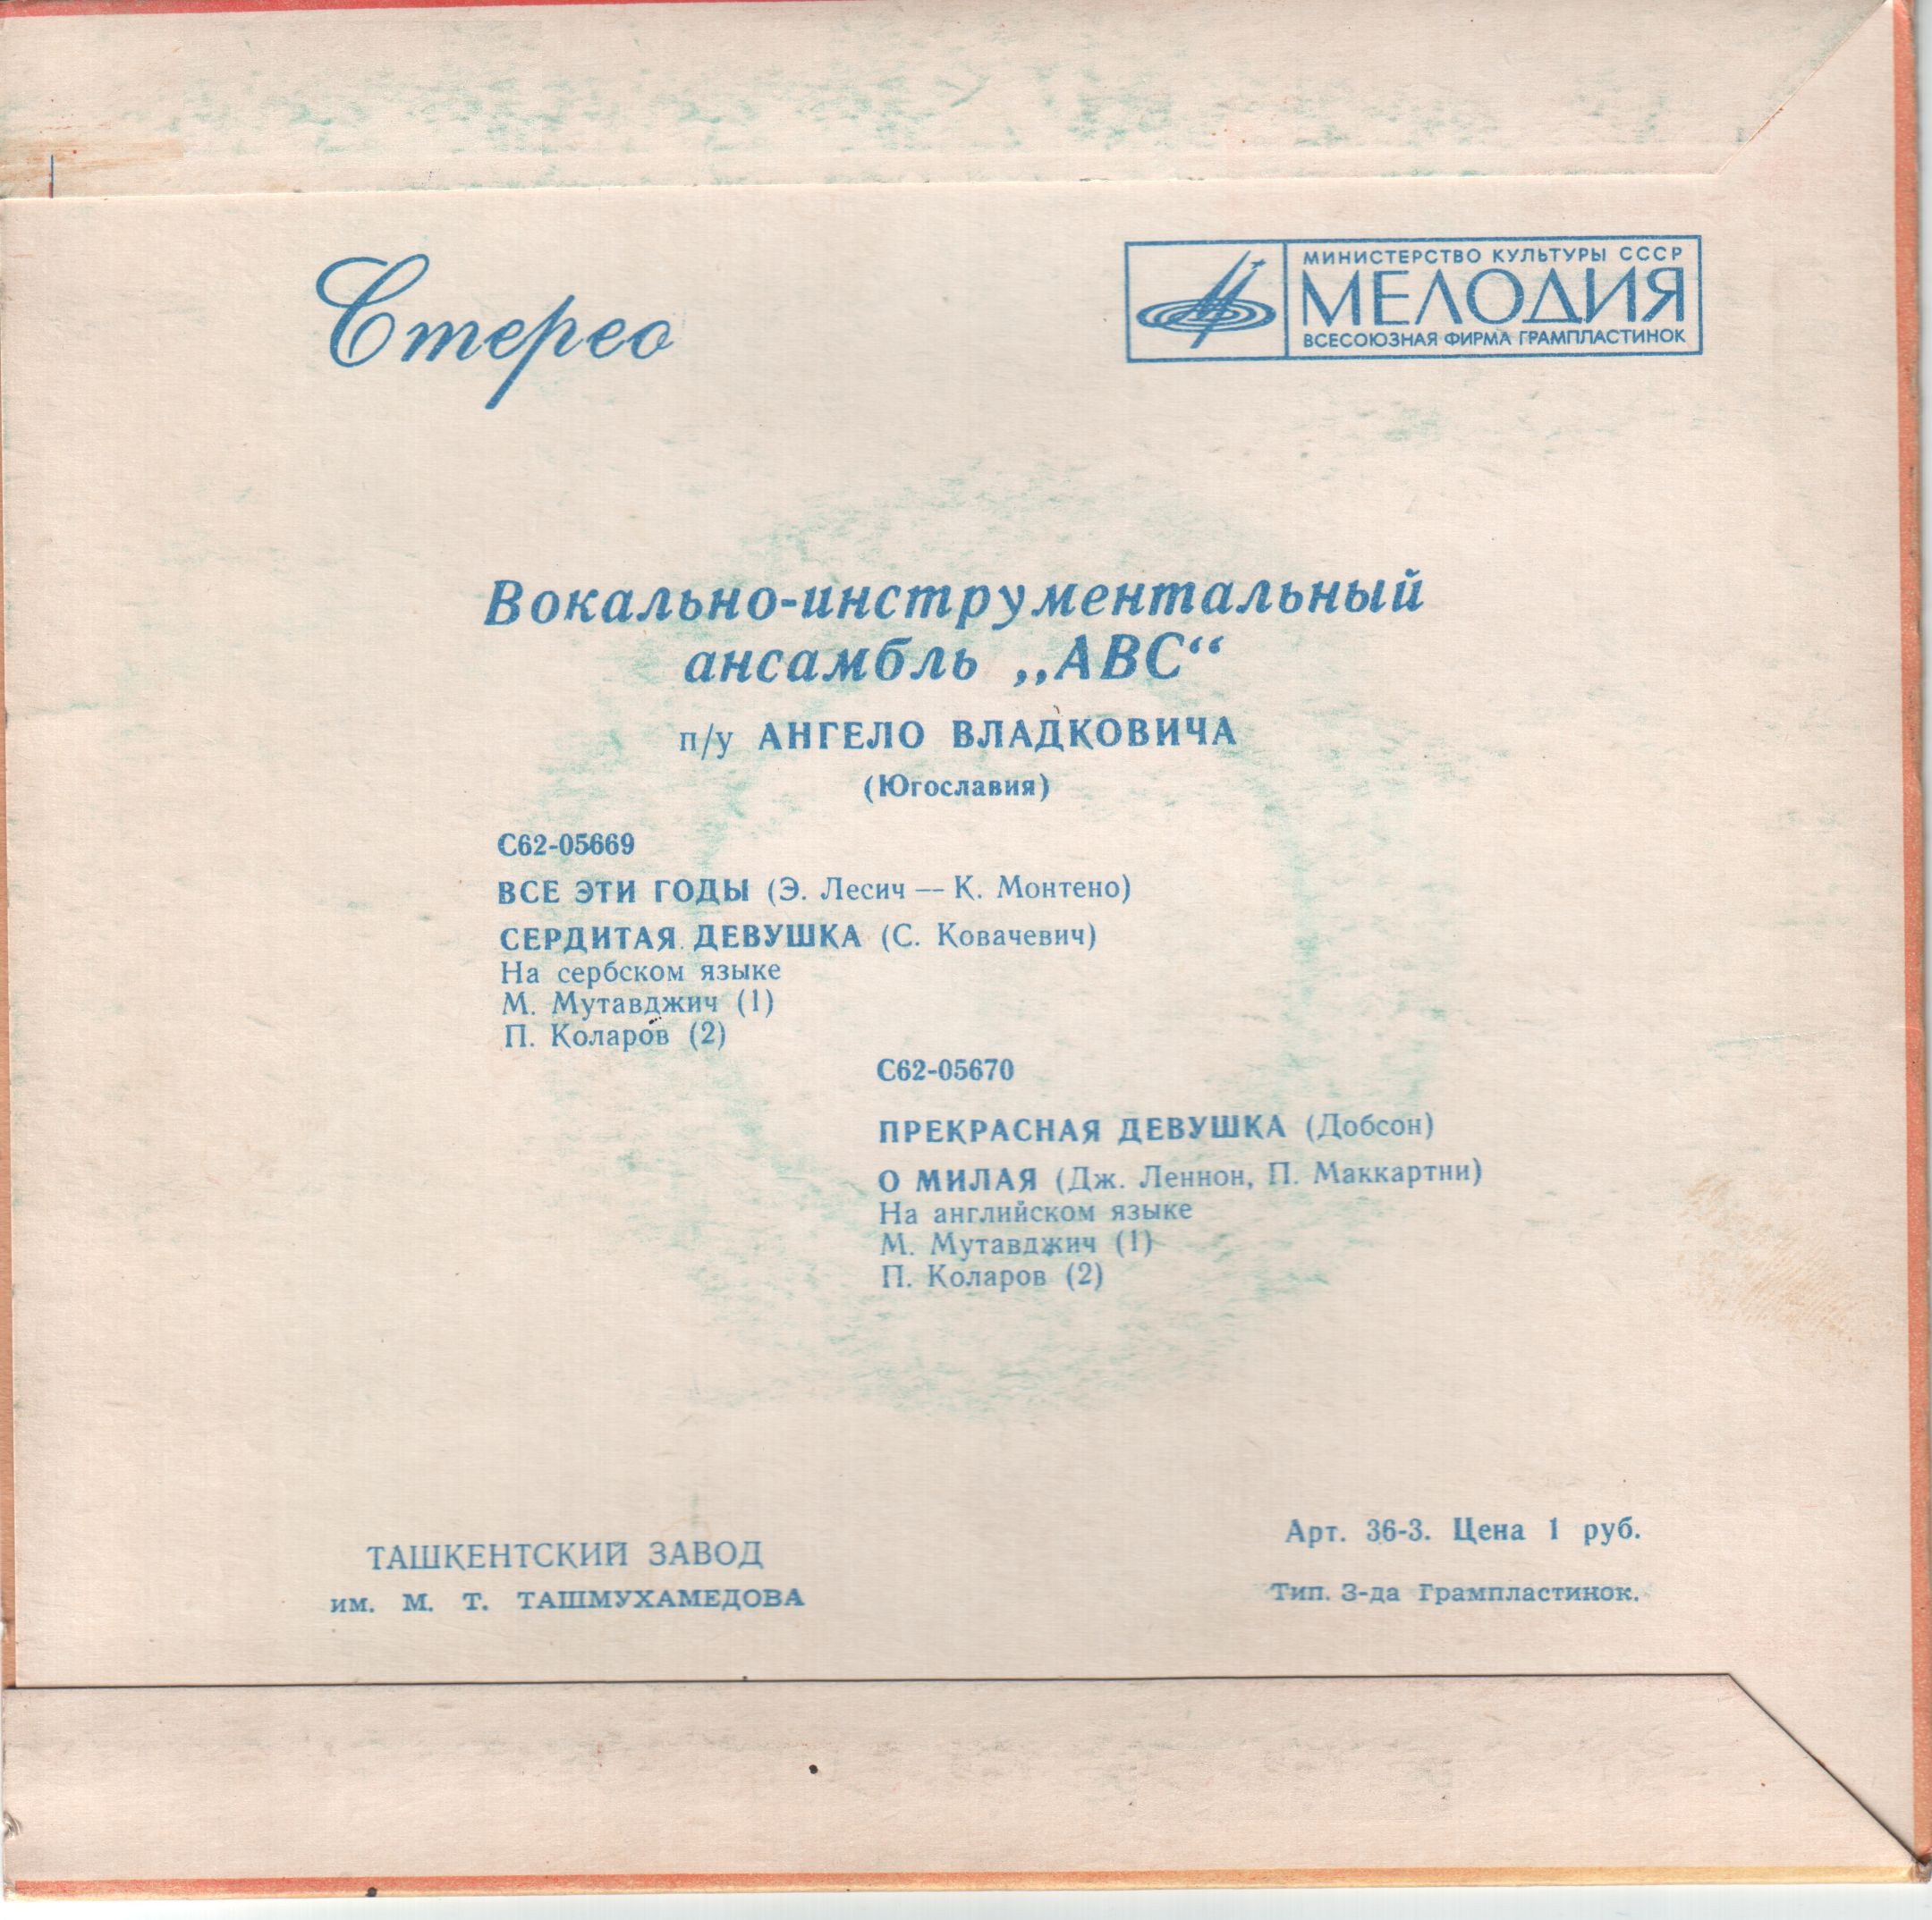 Стерео
МИНИСТЕРСТВО КУЛЬТУРЫ СССР
МЕЛОДИЯ
ВСЕСОЮЗНАЯ ФИРМА ГРАМПЛАСТИНОК
Вокально-инструментальный
ансамбль „АВС“
п/у АНГЕЛО ВЛАДКОВИЧА
(Югославия)
С62-05669
ВСЕ ЭТИ ГОДЫ (Э. Лесич — К. Монтено)
СЕРДИТАЯ ДЕВУШКА (С. Ковачевич)
На сербском языке
М. Мутавджич (1)
П. Коларов (2)
С62-05670
ПРЕКРАСНАЯ ДЕВУШКА (Добсон)
О МИЛАЯ (Дж. Леннон, П. Маккартни)
На английском языке
М. Мутавджич (1)
П. Коларов (2)
ТАШКЕНТСКИЙ ЗАВОД
им. М. Т. ТАШМУХАМЕДОВА
Арт. 36-3. Цена 1 руб.
Тип. З-да Грампластинок.